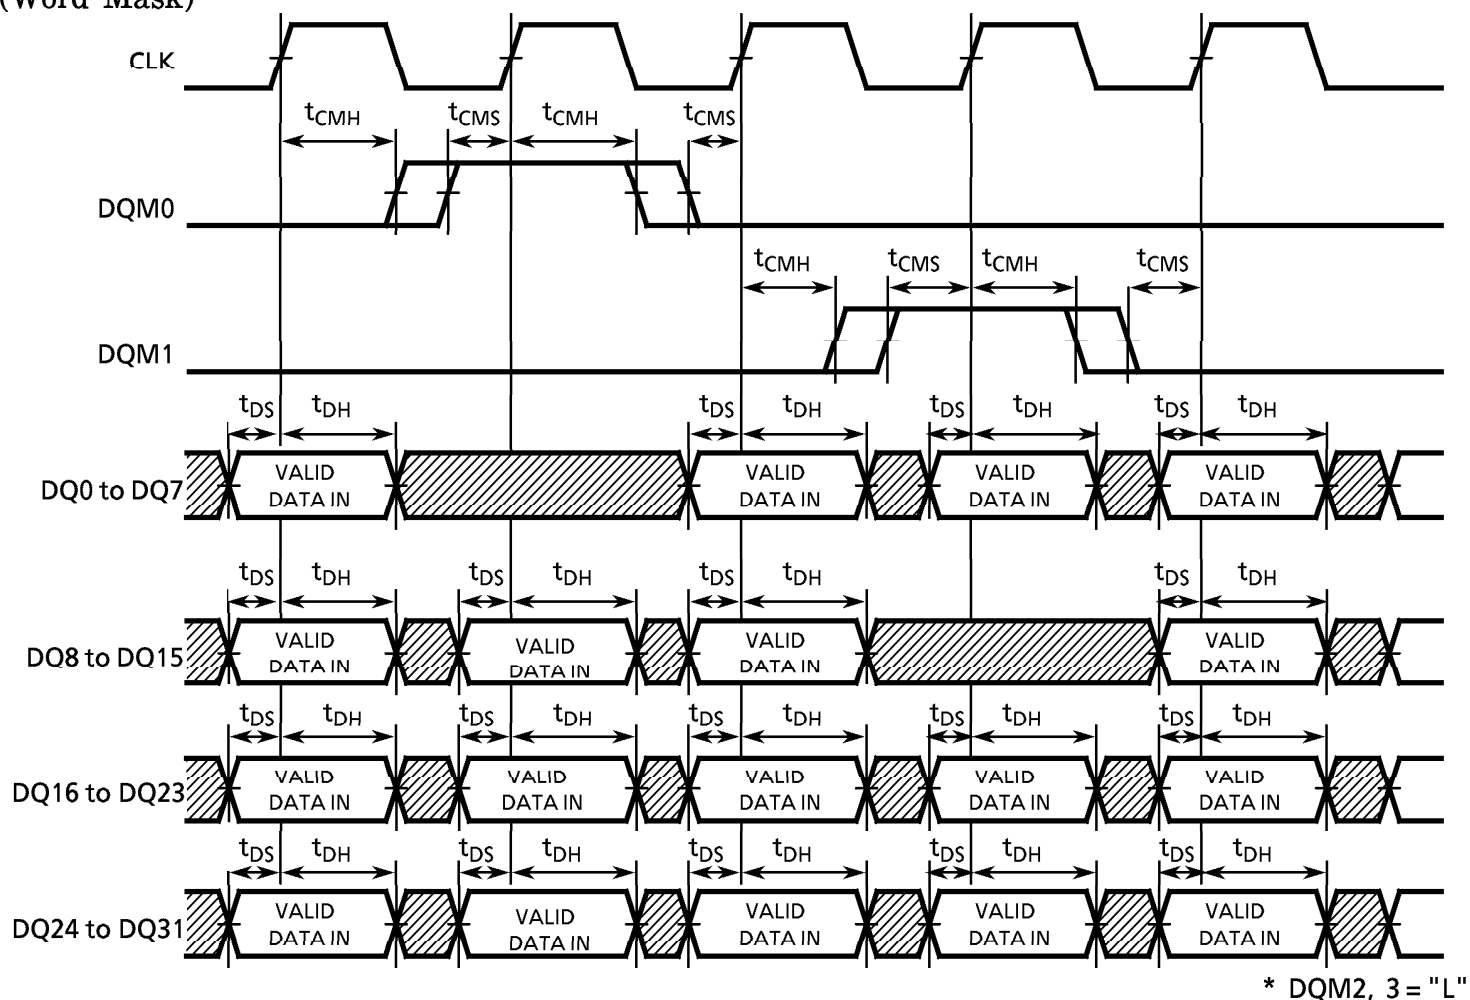 (Word Mask)
CLK
tCMH tCMS tCMH tCMS
DQM0
tCMH tCMS tCMH tCMS
DQM1
tDS tDH tDS tDH tDS tDH tDS tDH
DQ0 to DQ7
VALID DATA IN
VALID DATA IN
VALID DATA IN
VALID DATA IN
tDS tDH tDS tDH tDS tDH tDS tDH
DQ8 to DQ15
VALID DATA IN
VALID DATA IN
VALID DATA IN
VALID DATA IN
tDS tDH tDS tDH tDS tDH tDS tDH tDS tDH
DQ16 to DQ23
VALID DATA IN
VALID DATA IN
VALID DATA IN
VALID DATA IN
VALID DATA IN
tDS tDH tDS tDH tDS tDH tDS tDH tDS tDH
DQ24 to DQ31
VALID DATA IN
VALID DATA IN
VALID DATA IN
VALID DATA IN
VALID DATA IN
* DQM2, 3 = "L"